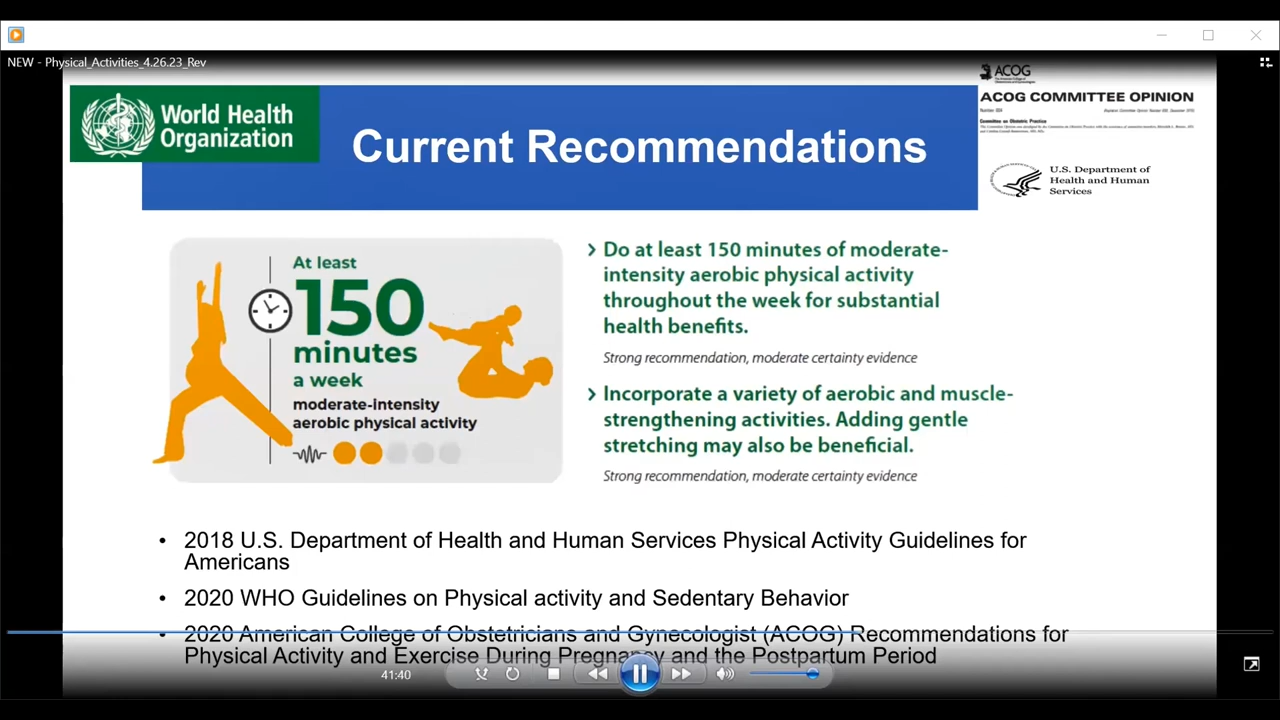 NEW - Physical_Activities_4.26.23_Rev
World Health
Organization
Current Recommendations
ACOG
ACOG COMMITTEE OPINION
Committee on Obstetric Practice
U.S. Department of
Health and Human
Services
At least
150
minutes
a week
moderate-intensity
aerobic physical activity
› Do at least 150 minutes of moderate-
intensity aerobic physical activity
throughout the week for substantial
health benefits.
Strong recommendation, moderate certainty evidence
› Incorporate a variety of aerobic and muscle-
strengthening activities. Adding gentle
stretching may also be beneficial.
Strong recommendation, moderate certainty evidence
• 2018 U.S. Department of Health and Human Services Physical Activity Guidelines for
Americans
• 2020 WHO Guidelines on Physical activity and Sedentary Behavior
• 2020 American College of Obstetricians and Gynecologist (ACOG) Recommendations for
Physical Activity and Exercise During Pregnancy and the Postpartum Period
41:40